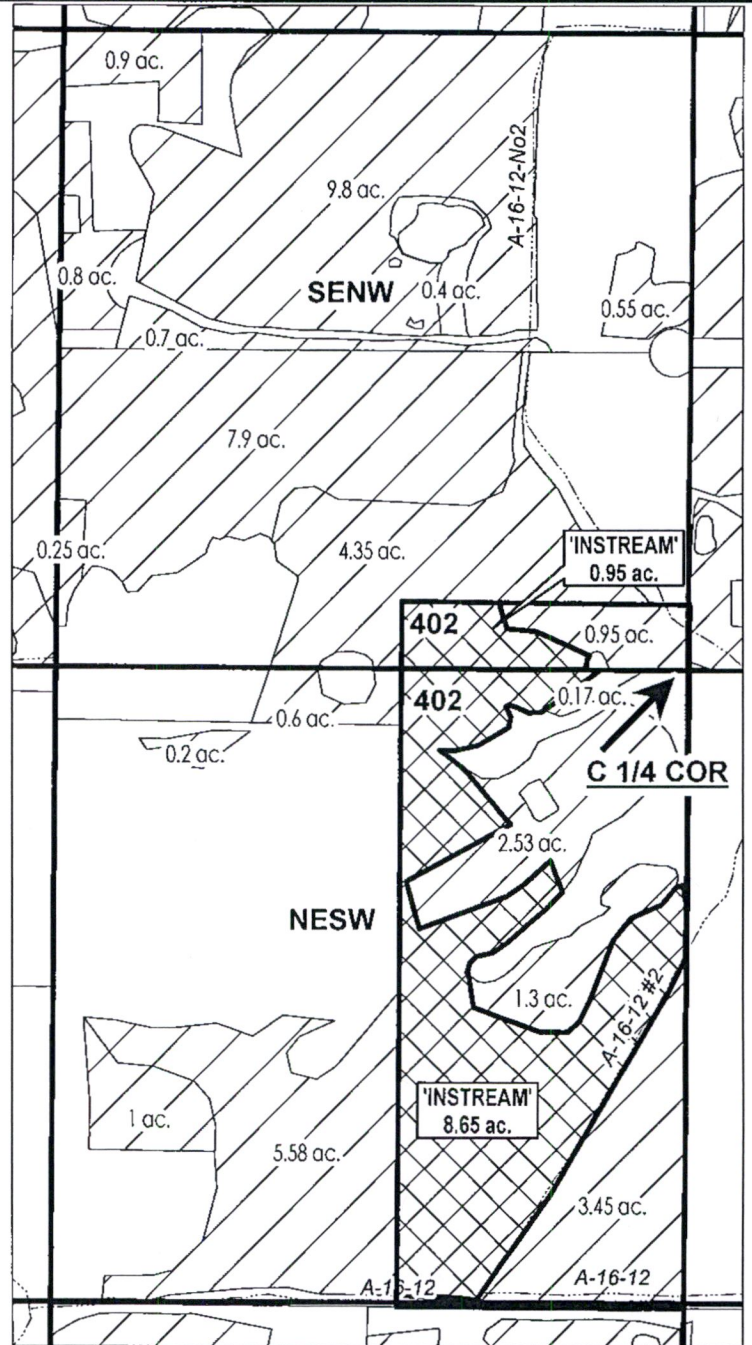 0.9 ac.
9.8 ac.
A-16-12-No2
0.8 ac.
SENW
0.4 ac.
0.55 ac.
0.7 ac.
7.9 ac.
0.25 ac.
4.35 ac.
'INSTREAM'
0.95 ac.
402
0.95 ac.
402
0.17 ac.
0.6 ac.
0.2 ac.
C 1/4 COR
2.53 ac.
NESW
1.3 ac.
A-16-12 #2
'INSTREAM'
8.65 ac.
1 ac.
5.58 ac.
3.45 ac.
A-16-12
A-16-12